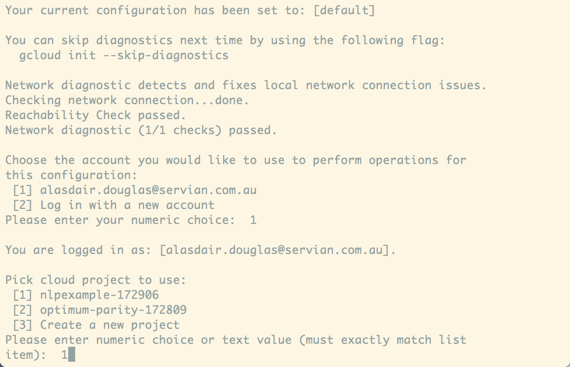 Your current configuration has been set to: [default]
You can skip diagnostics next time by using the following flag:
gcloud init --skip-diagnostics
Network diagnostic detects and fixes local network connection issues.
Checking network connection...done.
Reachability Check passed.
Network diagnostic (1/1 checks) passed.
Choose the account you would like to use to perform operations for
this configuration:
[1] alasdair.douglas@servian.com.au
[2] Log in with a new account
Please enter your numeric choice:  1
You are logged in as: [alasdair.douglas@servian.com.au].
Pick cloud project to use:
[1] nlpexample-172906
[2] optimum-parity-172809
[3] Create a new project
Please enter numeric choice or text value (must exactly match list
item):  1